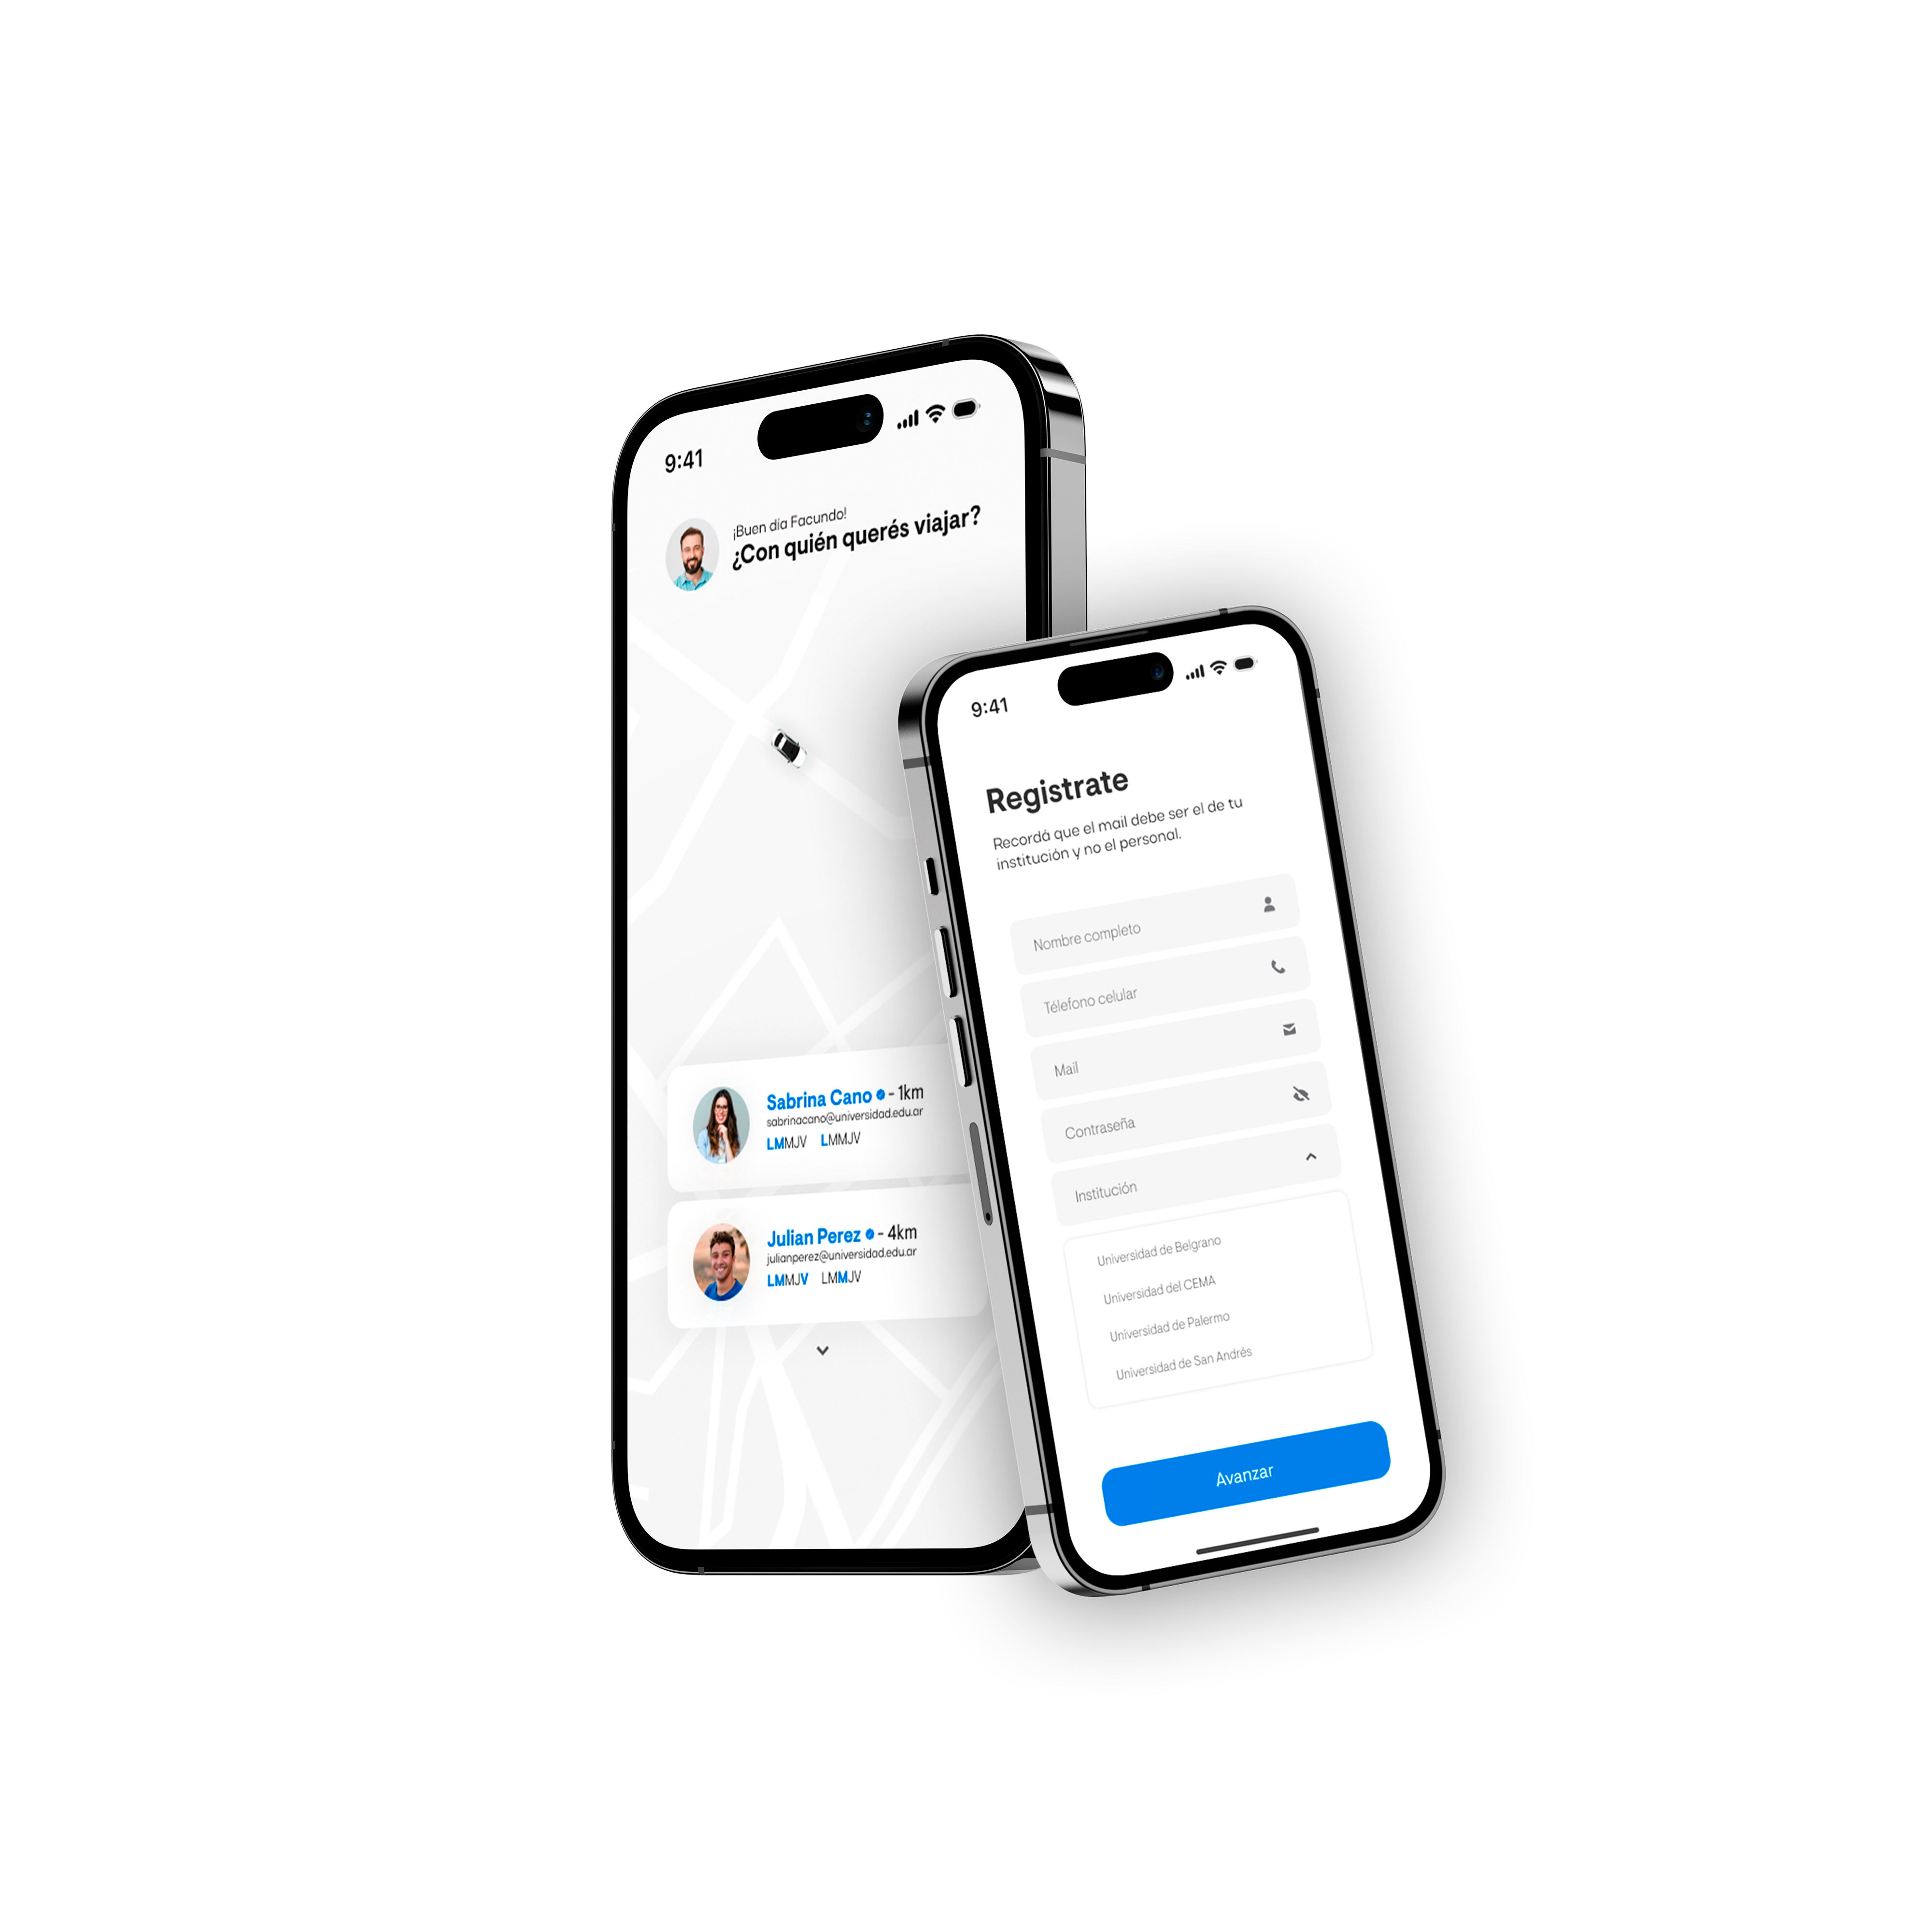 9:41
¡Buen día Facundo!
¿Con quién querés viajar?
Sabrina Cano - 1km
sabrinacano@universidad.edu.ar
LMMJV LMMJV
Julian Perez - 4km
julianperez@universidad.edu.ar
LMMJV LMMJV
9:41
Registrate
Recordá que el mail debe ser el de tu
institución y no el personal.
Nombre completo
Télefono celular
Mail
Contraseña
Institución
Universidad de Belgrano
Universidad del CEMA
Universidad de Palermo
Universidad de San Andrés
Avanzar